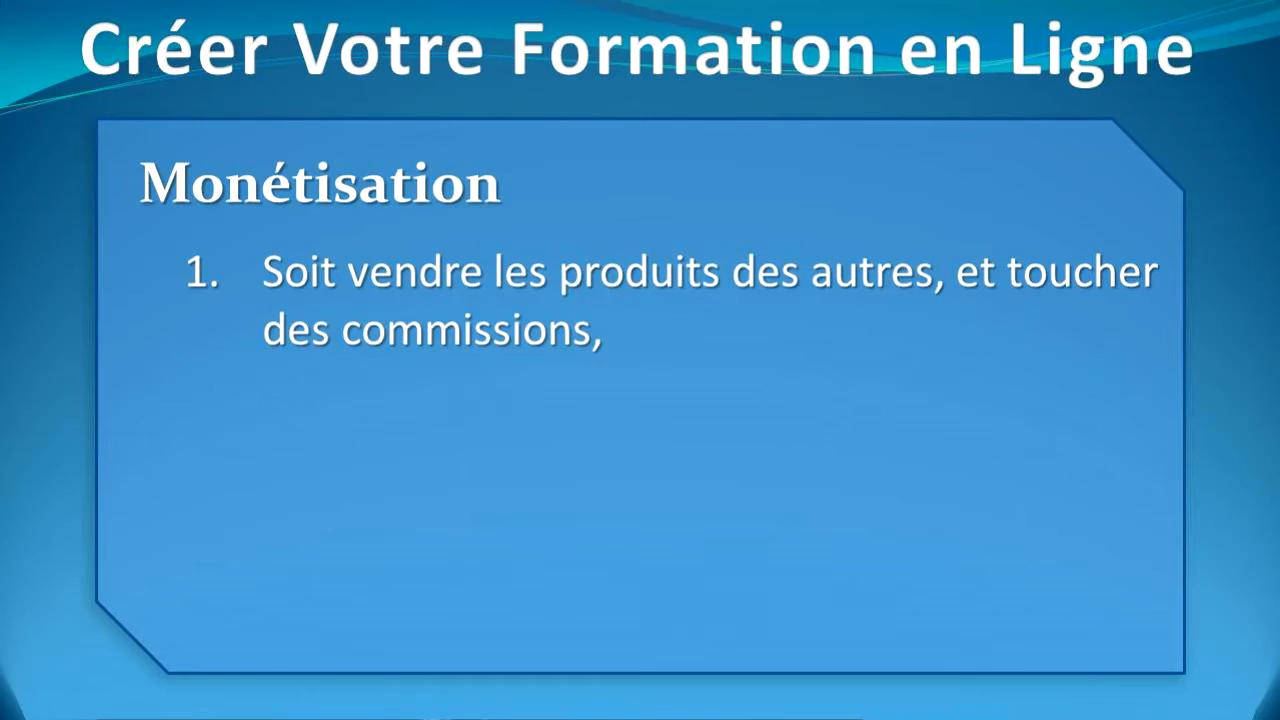 Créer Votre Formation en Ligne
Monétisation
1. Soit vendre les produits des autres, et toucher
des commissions,